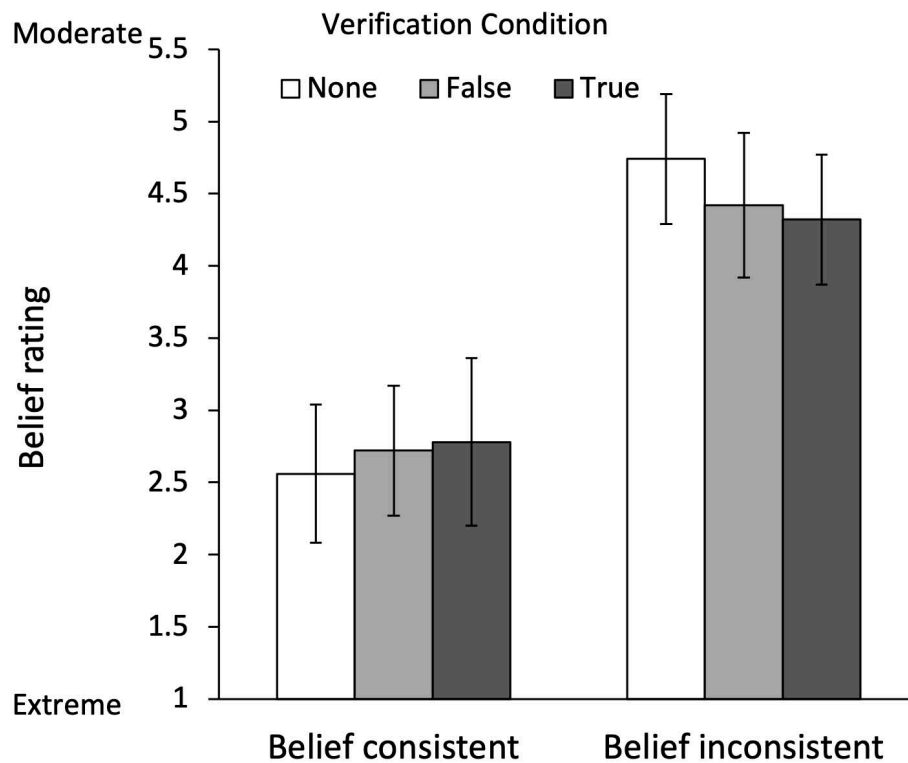 Verification Condition
Moderate
None False True
5.5
5
4.5
4
3.5
3
2.5
2
1.5
1
Belief rating
Extreme
Belief consistent Belief inconsistent